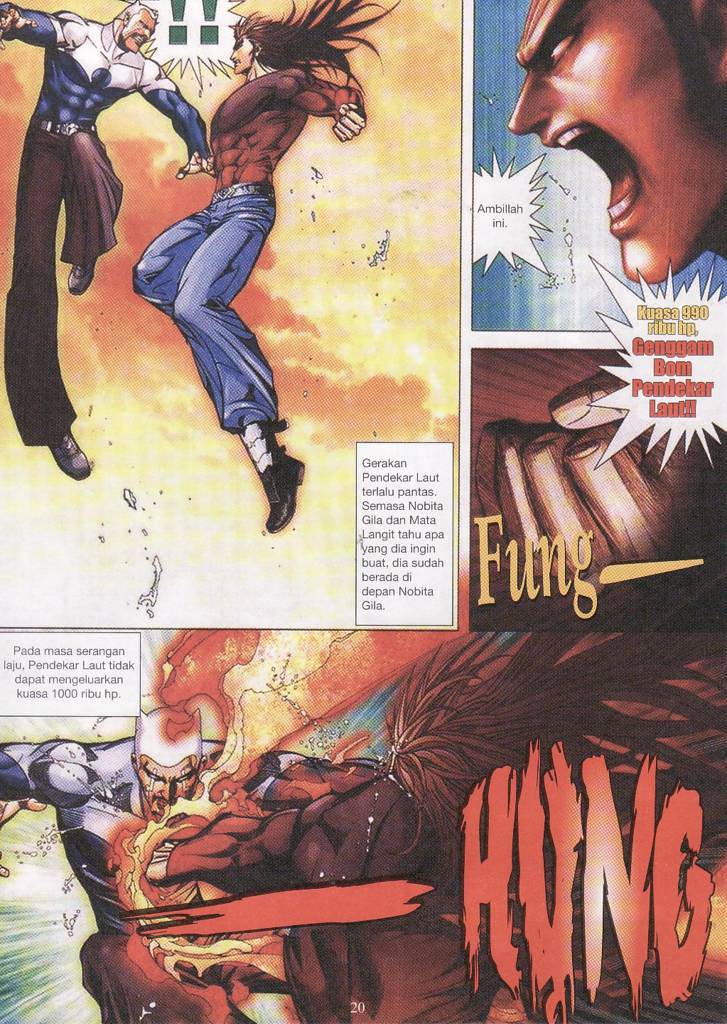 !!
Ambillah
ini.
Kuasa 990
ribu hp,
Genggam
Bom
Pendekar
Laut!!
Gerakan
Pendekar Laut
terlalu pantas.
Semasa Nobita
Gila dan Mata
Langit tahu apa
yang dia ingin
buat, dia sudah
berada di
depan Nobita
Gila.
Fung—
Pada masa serangan
laju, Pendekar Laut tidak
dapat mengeluarkan
kuasa 1000 ribu hp.
—HUNG
20